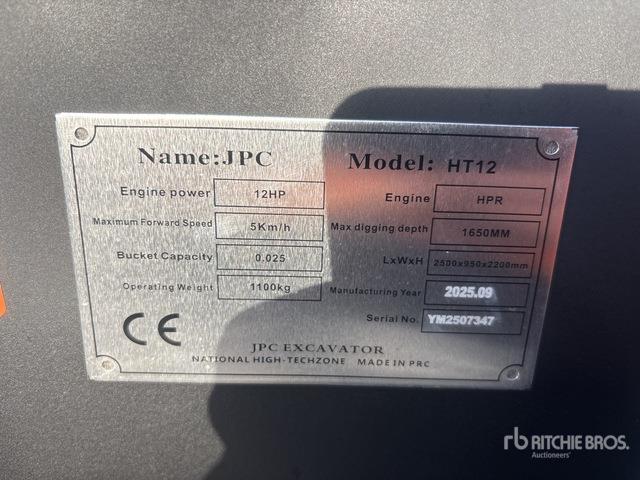 Name:JPC Model: HT12
Engine power 12HP Engine HPR
Maximum Forward Speed 5Km/h Max digging depth 1650MM
Bucket Capacity 0.025 LxWxH 2500x950x2200mm
Operating Weight 1100kg Manufacturing Year 2025.09
Serial No. YM2507347
CE
JPC EXCAVATOR
NATIONAL HIGH-TECHZONE MADE IN PRC
rb RITCHIE BROS.
Auctioneers